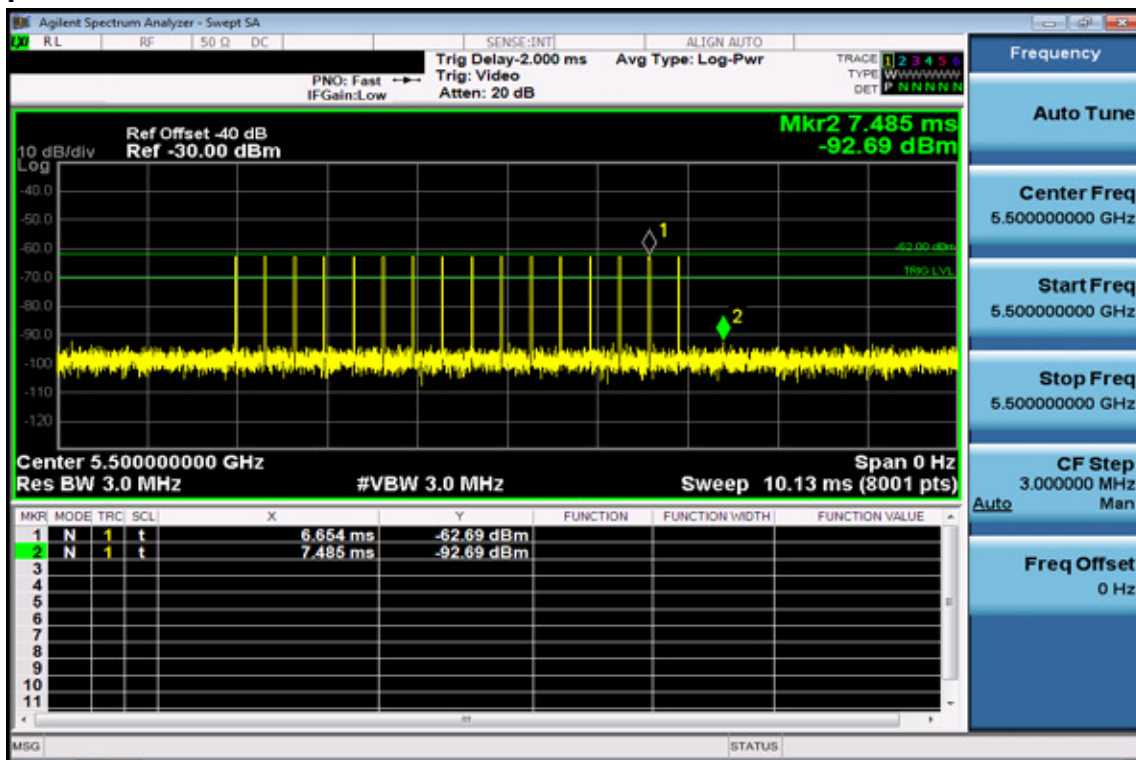 Agilent Spectrum Analyzer - Swept SA
RL RF 50 Ω DC SENSE:INT ALIGN AUTO
Trig Delay-2.000 ms Avg Type: Log-Pwr TRACE 1 2 3 4 5 6
PNO: Fast Trig: Video TYPE WWWWWW
IFGain:Low Atten: 20 dB DET P N N N N N
Mkr2 7.485 ms
-92.69 dBm
Ref Offset -40 dB
10 dB/div Ref -30.00 dBm
Log
-40.0
-50.0
-60.0
-70.0
-80.0
-90.0
-100
-110
-120
1
-62.00 dBm
TRIG LVL
2
Center 5.500000000 GHz Span 0 Hz
Res BW 3.0 MHz #VBW 3.0 MHz Sweep 10.13 ms (8001 pts)
MKR MODE TRC SCL X Y FUNCTION FUNCTION WIDTH FUNCTION VALUE
1 N 1 t 6.654 ms -62.69 dBm
2 N 1 t 7.485 ms -92.69 dBm
3
4
5
6
7
8
9
10
11
MSG STATUS
Frequency
Auto Tune
Center Freq
5.500000000 GHz
Start Freq
5.500000000 GHz
Stop Freq
5.500000000 GHz
CF Step
3.000000 MHz
Auto Man
Freq Offset
0 Hz